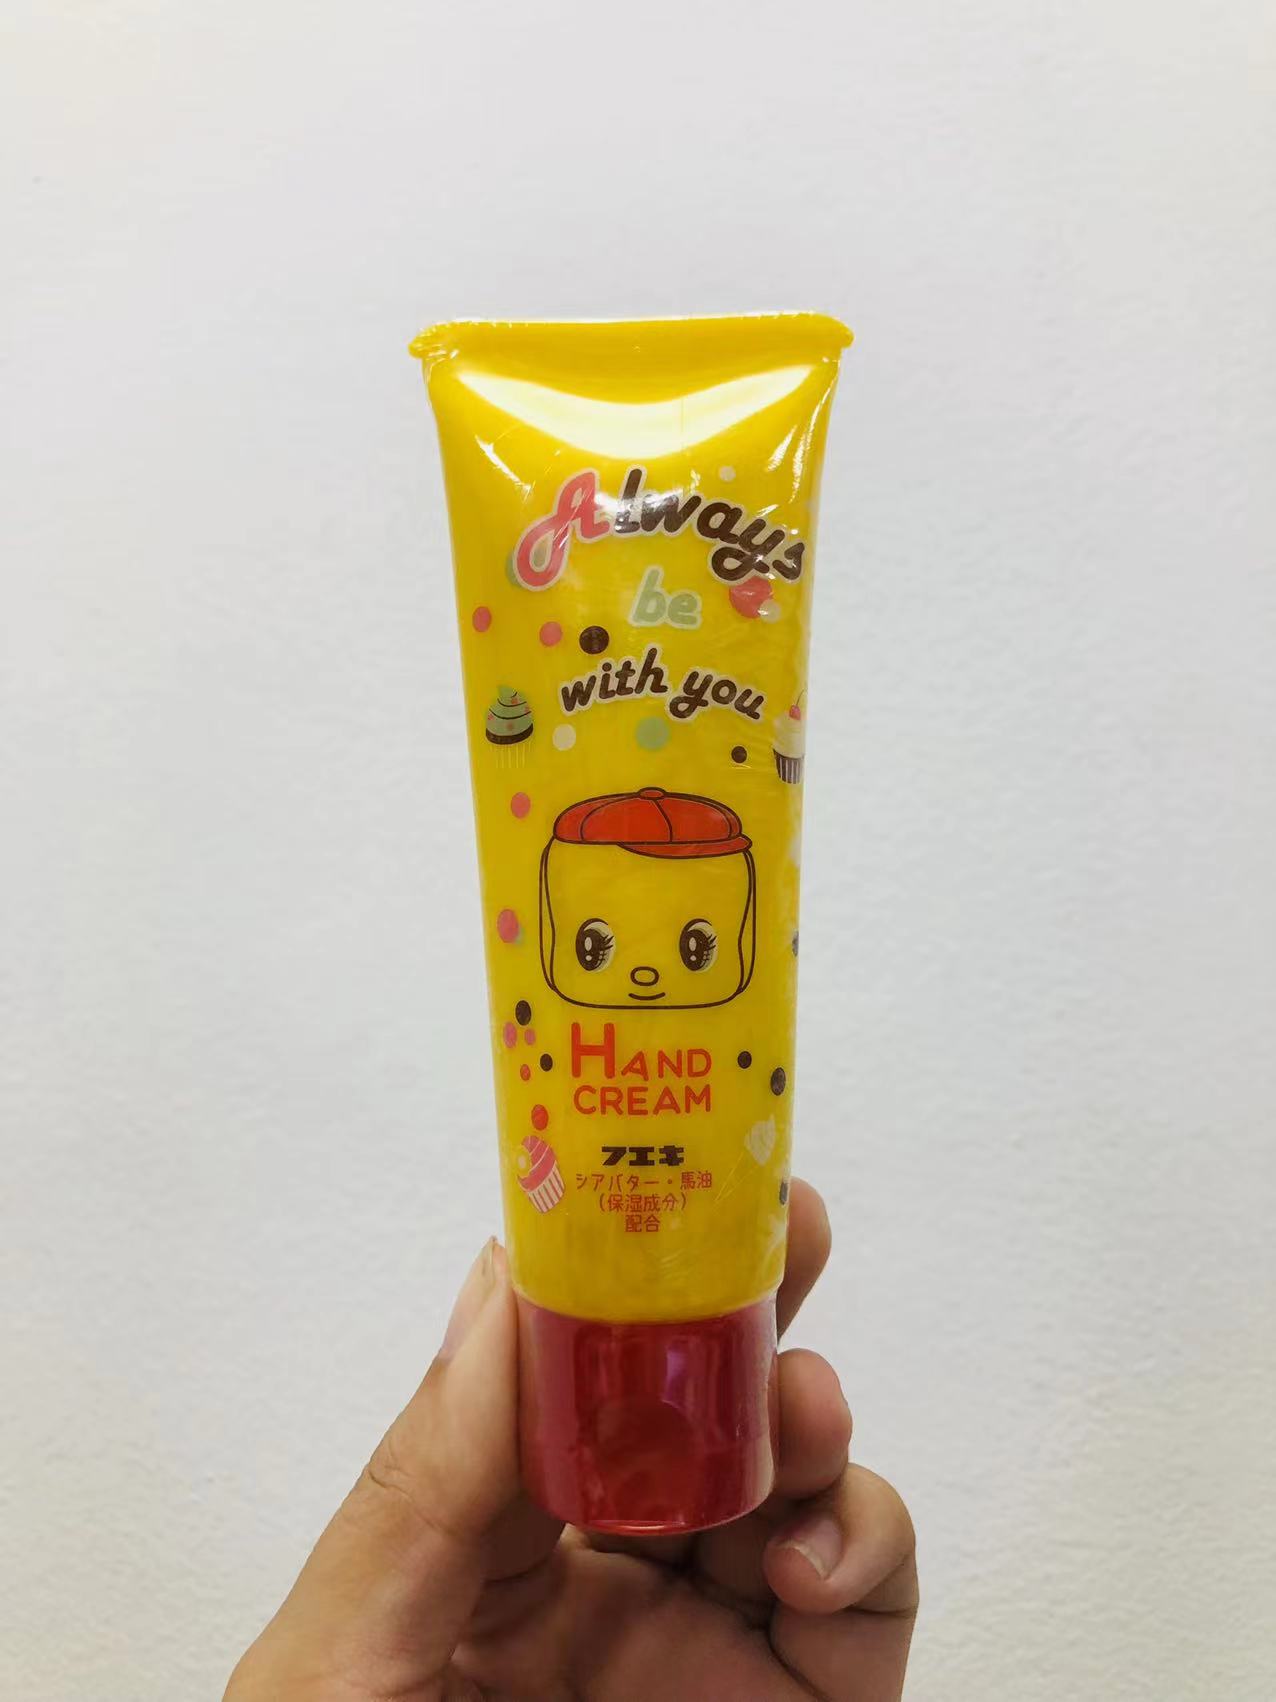 Always
be
with you
HAND
CREAM
フエキ
シアバター・馬油
(保湿成分)
配合